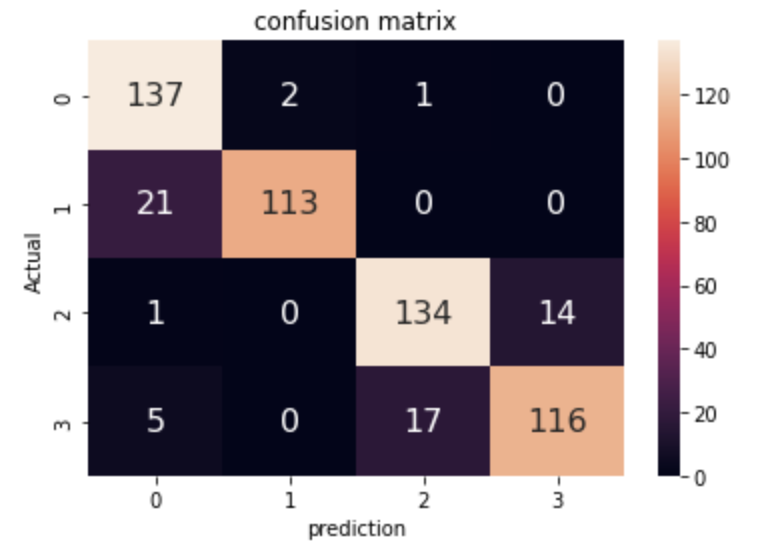 confusion matrix
0 137 2 1 0
1 21 113 0 0
2 1 0 134 14
3 5 0 17 116
0 1 2 3
prediction
Actual
120
100
80
60
40
20
0